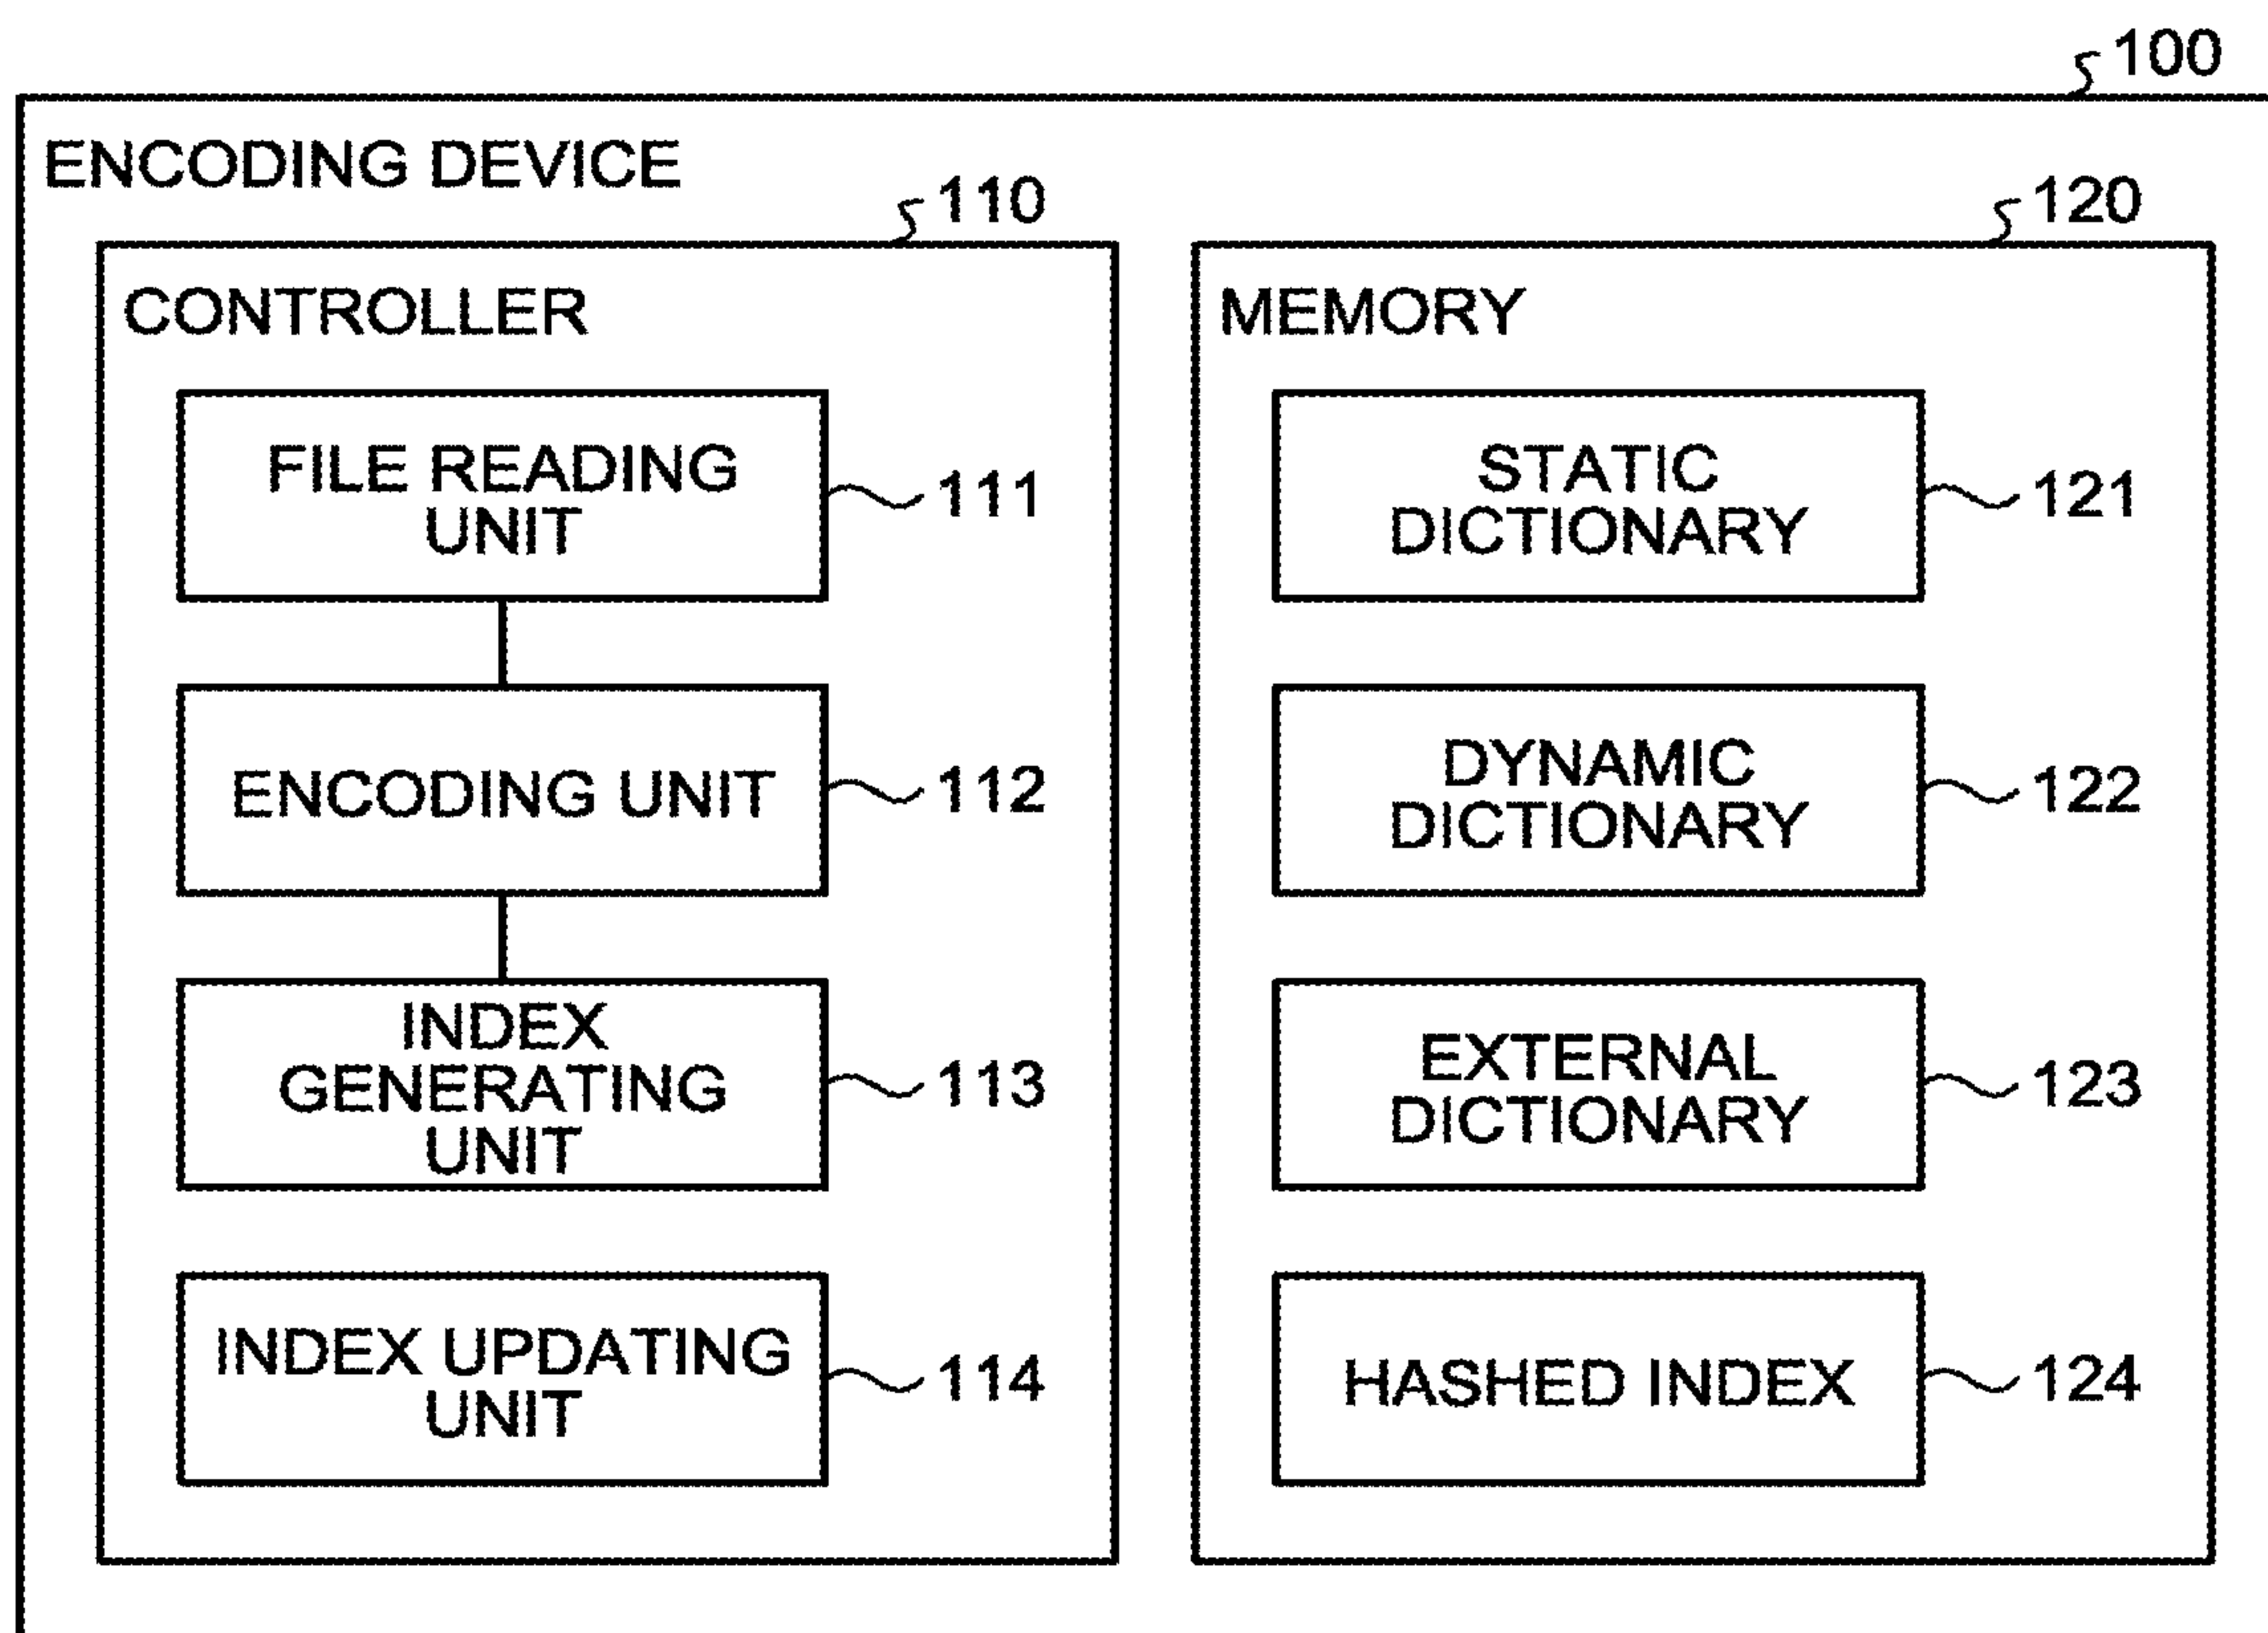 100
ENCODING DEVICE
110
CONTROLLER
FILE READING
UNIT
111
ENCODING UNIT
112
INDEX
GENERATING
UNIT
113
INDEX UPDATING
UNIT
114
120
MEMORY
STATIC
DICTIONARY
121
DYNAMIC
DICTIONARY
122
EXTERNAL
DICTIONARY
123
HASHED INDEX
124